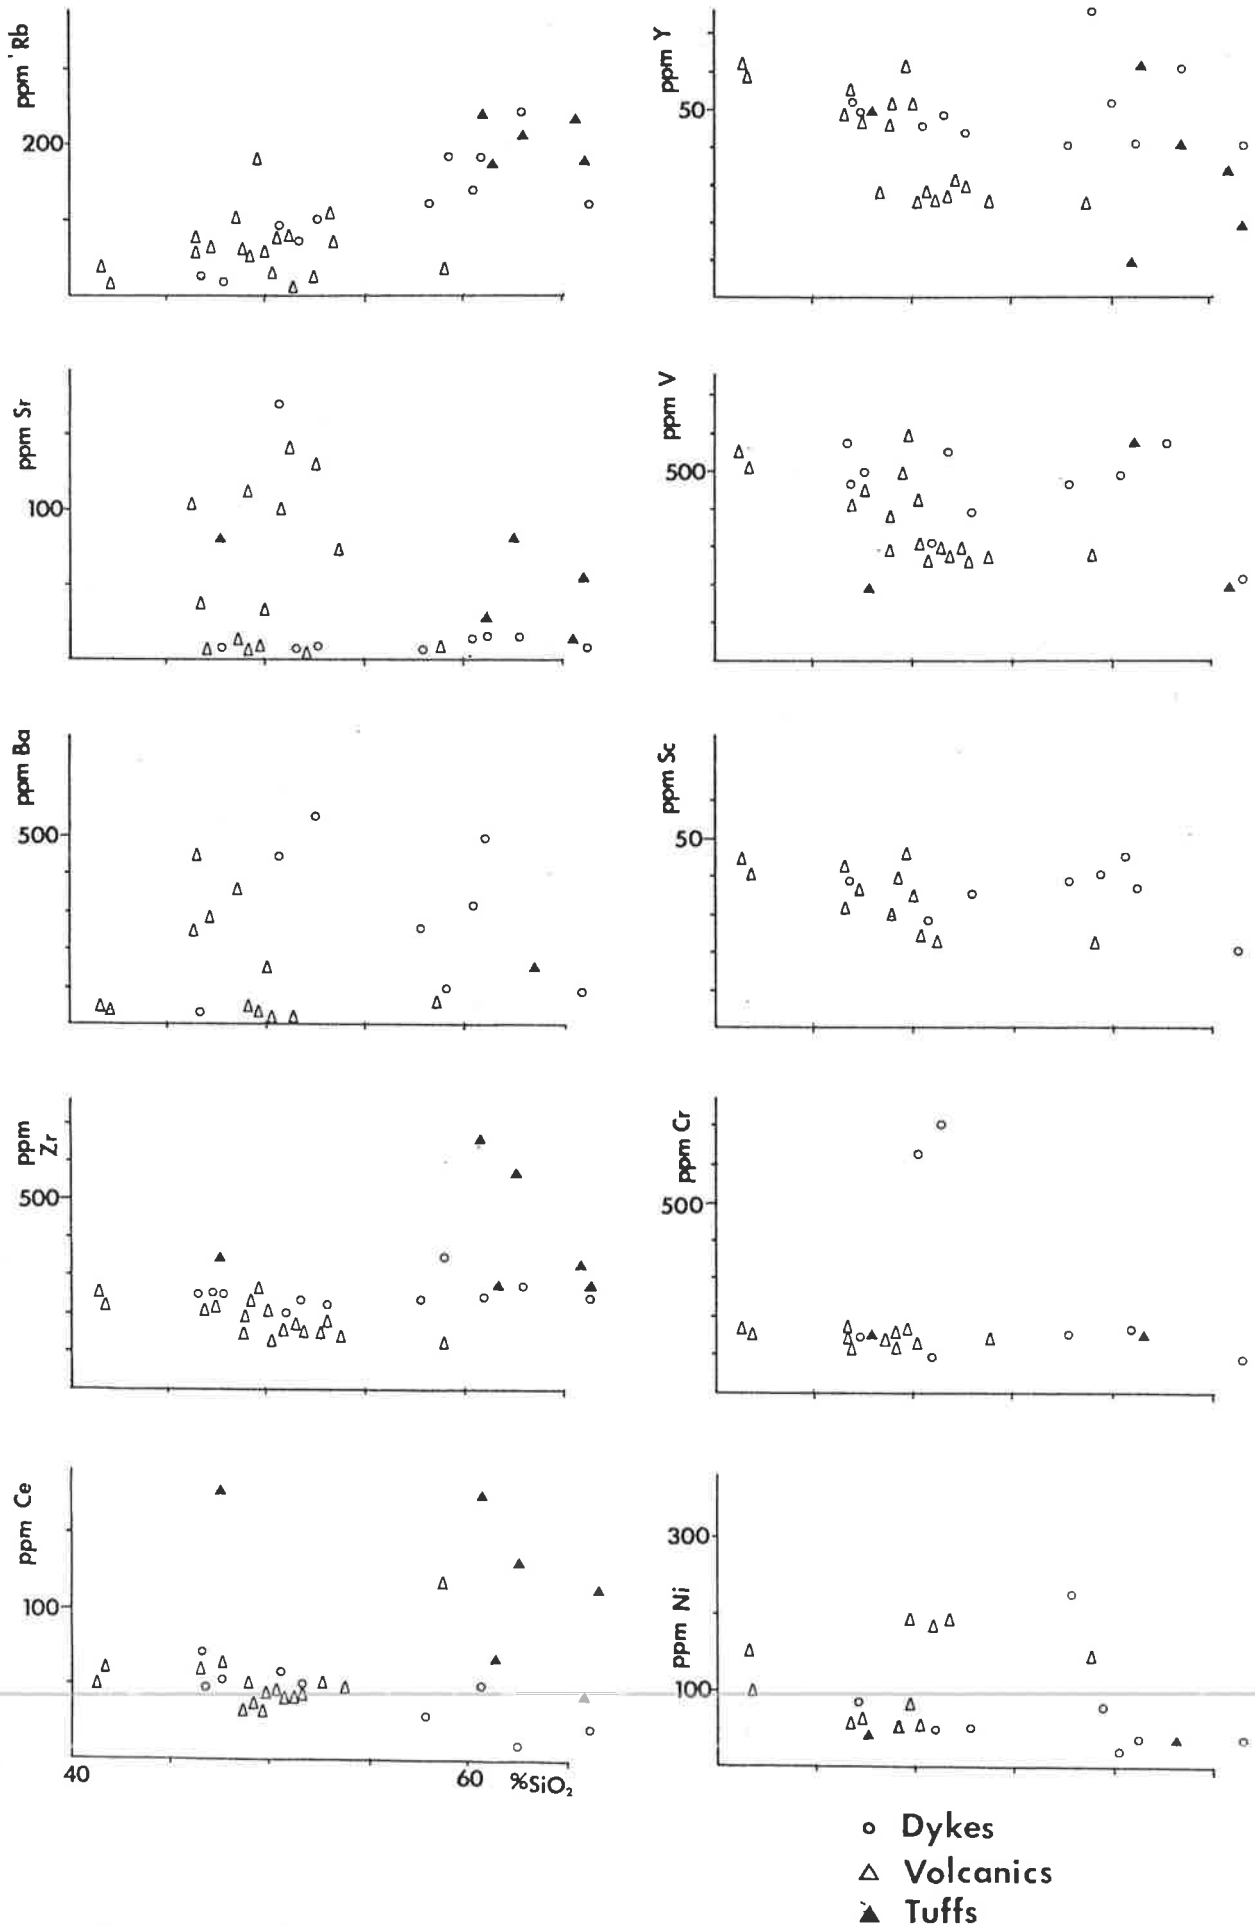 ppm Rb
200
ppm Y
50
ppm Sr
100
ppm V
500
ppm Ba
500
ppm Sc
50
ppm Zr
500
ppm Cr
500
ppm Ce
100
40
60
%SiO₂
ppm Ni
300
100
Dykes
Volcanics
Tuffs